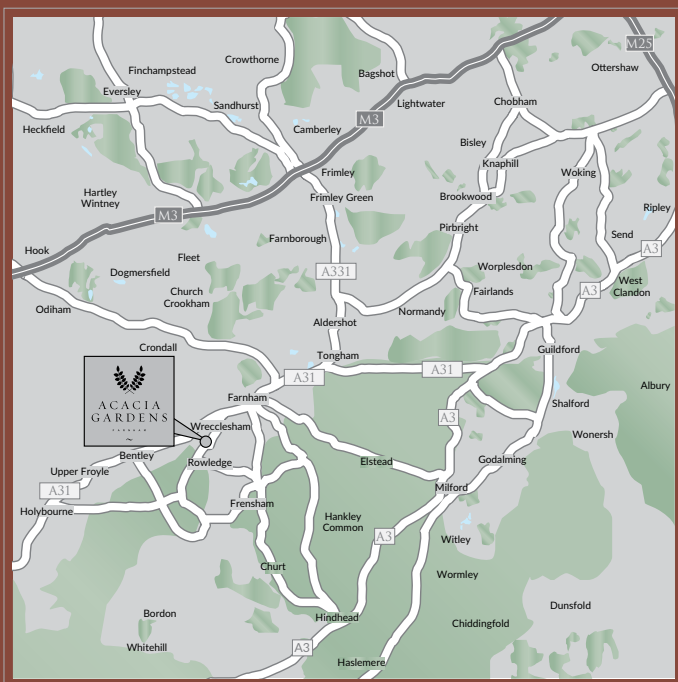 M25
Crowthorne
Ottershaw
Finchampstead
Bagshot
Eversley
Lightwater
Chobham
Sandhurst
M3
Heckfield
Camberley
Bisley
Knaphill
Frimley
Woking
Hartley
Wintney
Frimley Green
Brookwood
Ripley
M3
Pirbright
Send
Farnborough
A3
Hook
Fleet
Worplesdon
Dogmersfield
A331
West
Clandon
Church
Crookham
Fairlands
A3
Odiham
Normandy
Aldershot
Crondall
Tongham
Guildford
A31
A31
Albury
ACACIA
GARDENS
Farnham
Shalford
A3
Wrecclesham
Wonersh
Bentley
Rowledge
Elstead
Godalming
Upper Froyle
A31
Milford
Holybourne
Frensham
Hankley
Common
A3
Witley
Churt
Wormley
Bordon
Hindhead
Dunsfold
Chiddingfold
Whitehill
A3
Haslemere